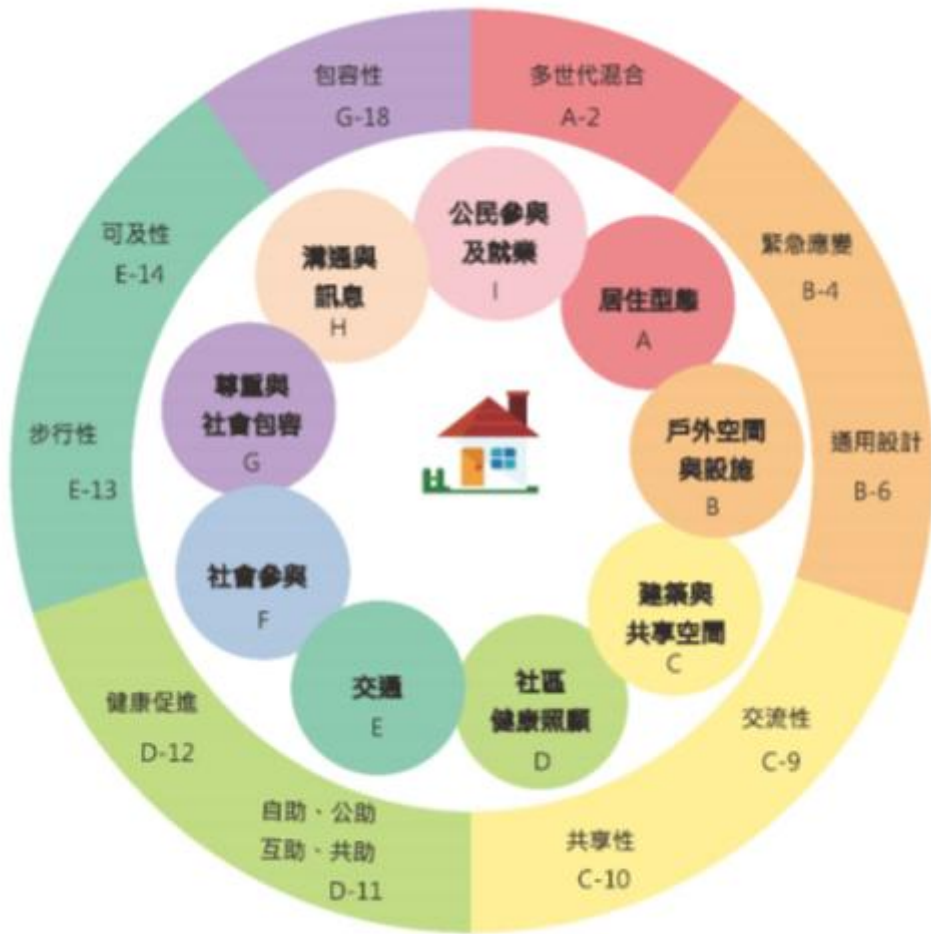 包容性
G-18
多世代混合
A-2
緊急應變
B-4
通用設計
B-6
交流性
C-9
共享性
C-10
自助、公助
互助、共助
D-11
健康促進
D-12
步行性
E-13
可及性
E-14
公民參與
及就業
I
居住型態
A
戶外空間
與設施
B
建築與
共享空間
C
社區
健康照顧
D
交通
E
社會參與
F
尊重與
社會包容
G
溝通與
訊息
H